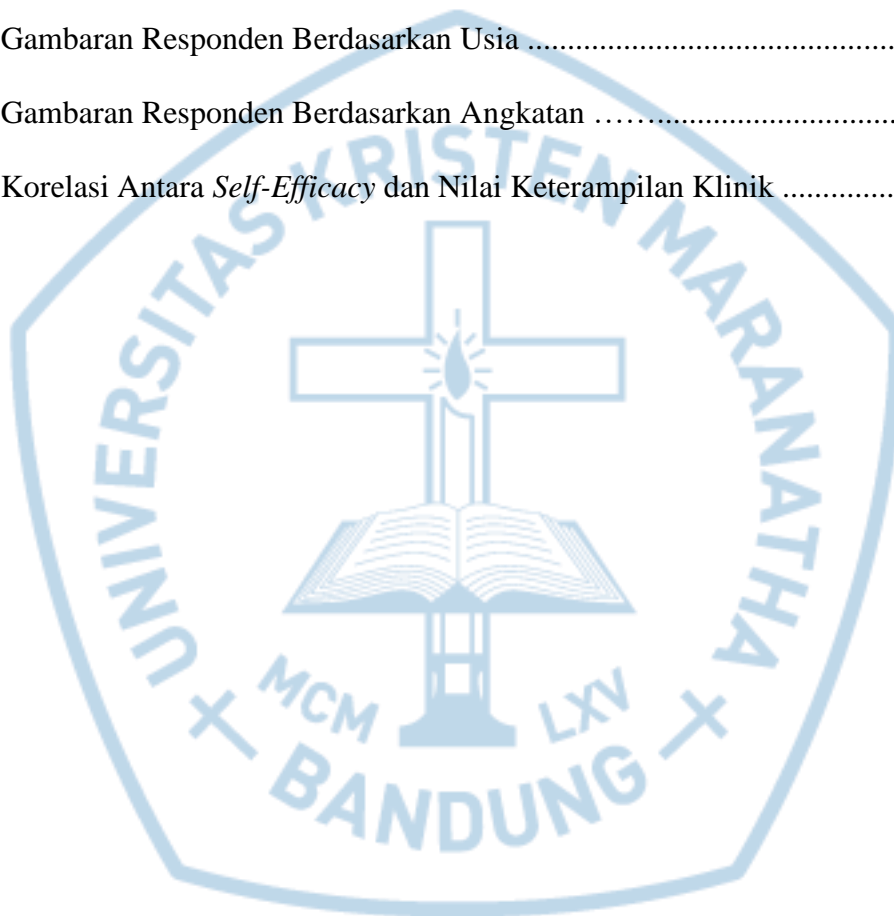 Gambaran Responden Berdasarkan Usia ............................................
Gambaran Responden Berdasarkan Angkatan ……..............................
Korelasi Antara Self-Efficacy dan Nilai Keterampilan Klinik ..............
UNIVERSITAS KRISTEN MARANATHA
MCM LXV
BANDUNG